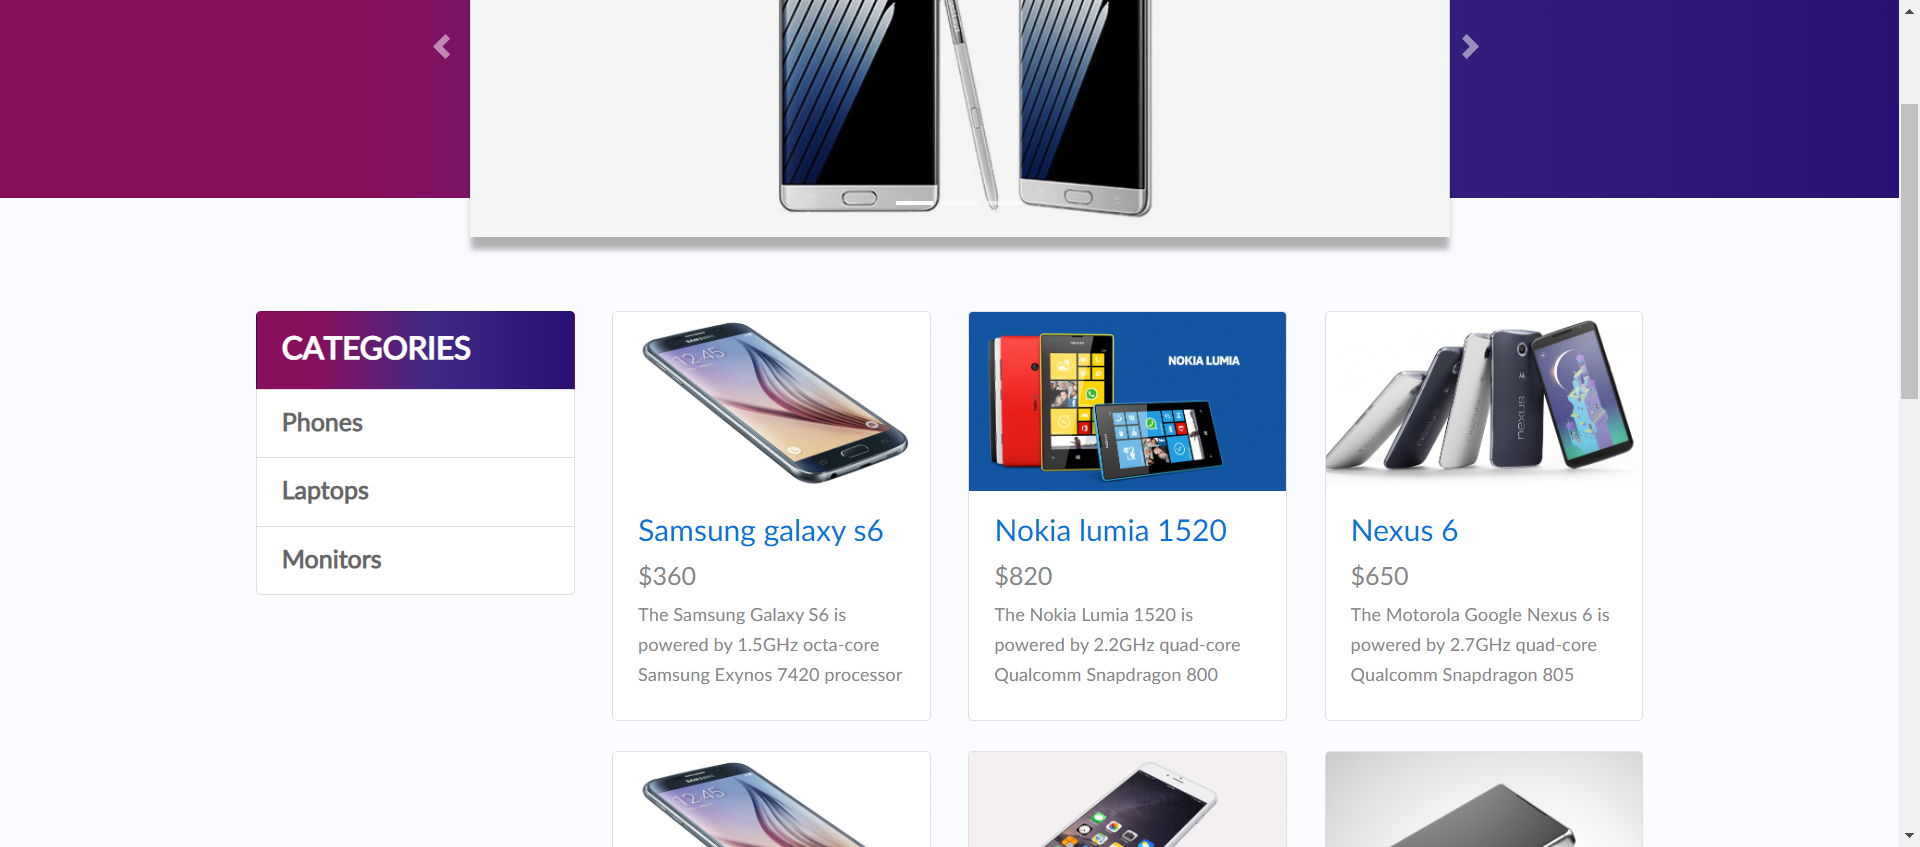 CATEGORIES
Phones
Laptops
Monitors
SAMSUNG
12:45
Samsung galaxy s6
$360
The Samsung Galaxy S6 is
powered by 1.5GHz octa-core
Samsung Exynos 7420 processor
NOKIA LUMIA
Nokia lumia 1520
$820
The Nokia Lumia 1520 is
powered by 2.2GHz quad-core
Qualcomm Snapdragon 800
nexus
Nexus 6
$650
The Motorola Google Nexus 6 is
powered by 2.7GHz quad-core
Qualcomm Snapdragon 805
SAMSUNG
12:45